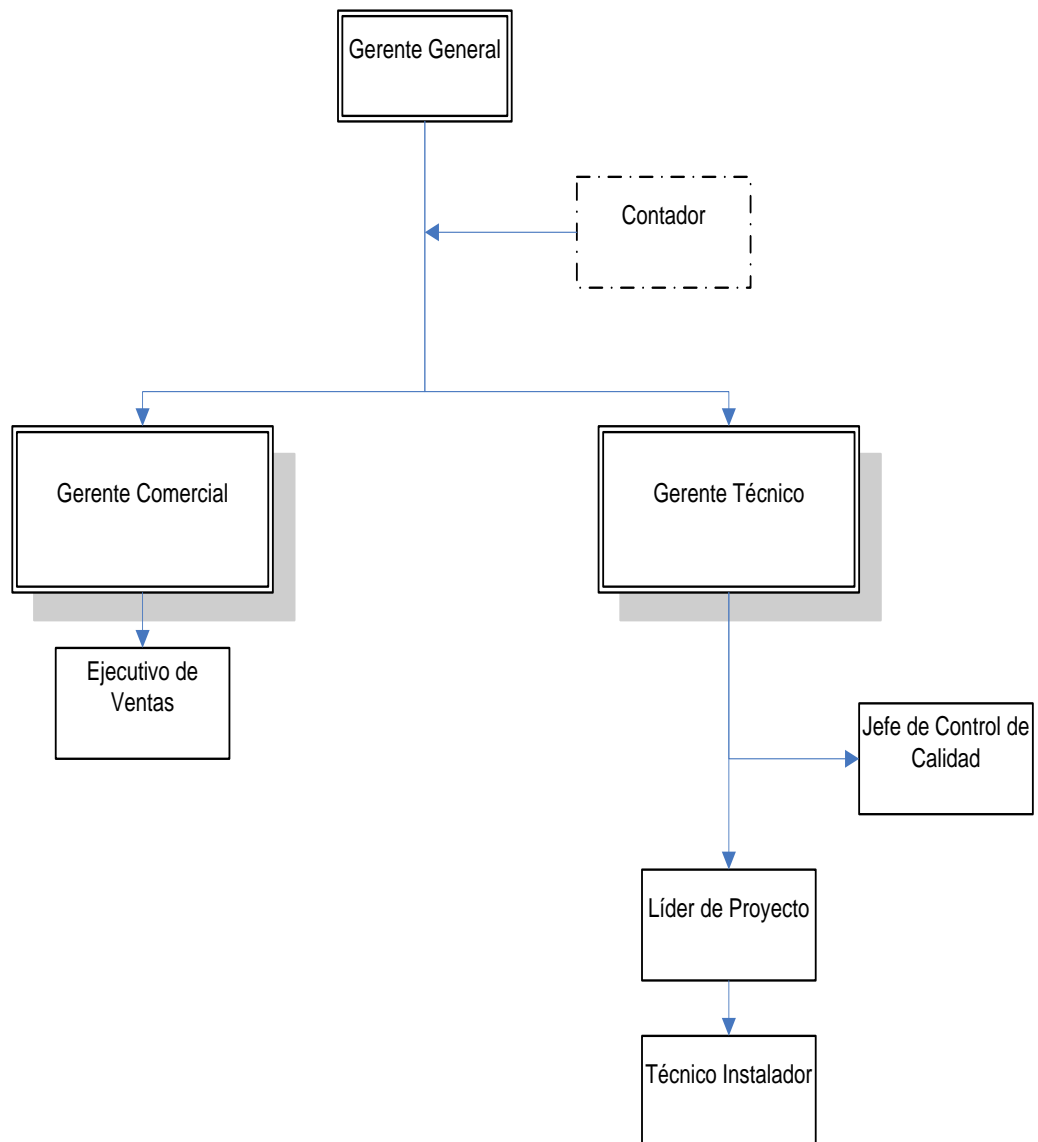 Gerente General
Contador
Gerente Comercial
Gerente Técnico
Ejecutivo de
Ventas
Jefe de Control de
Calidad
Líder de Proyecto
Técnico Instalador